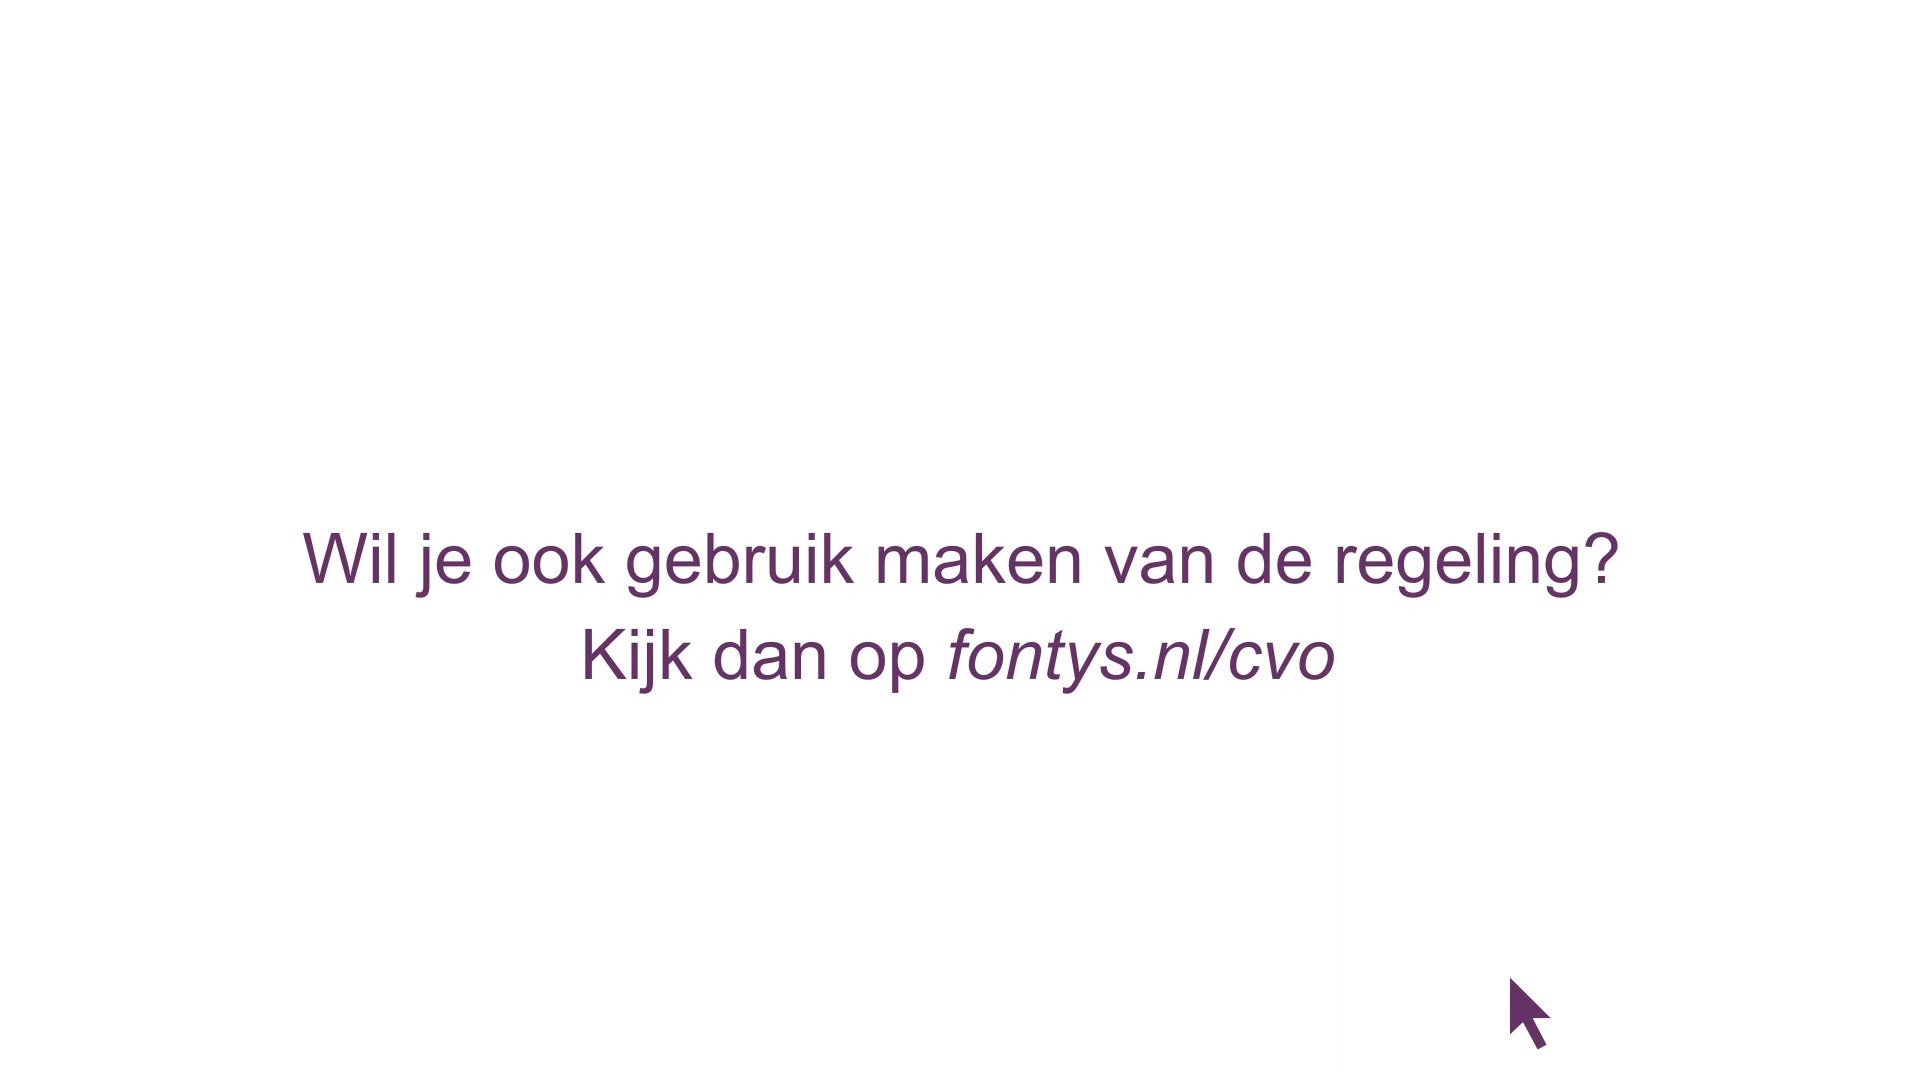 Wil je ook gebruik maken van de regeling?
Kijk dan op fontys.nl/cvo